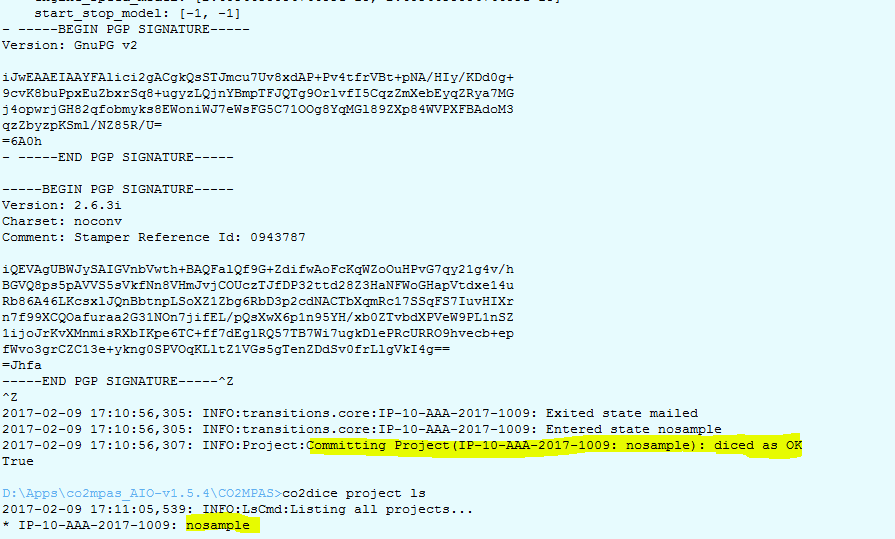 start_stop_model: [-1, -1]
- -----BEGIN PGP SIGNATURE-----
Version: GnuPG v2
iJwEAAEIAAYFAlici2gACgkQsSTJmcu7Uv8xdAP+Pv4tfrVBt+pNA/HIy/KDd0g+
9cvK8buPpxEuZbxrSq8+ugyzLQjnYBmpTFJQTg9OrlvfI5CqzZmXebEyqZRya7MG
j4opwrjGH82qfobmyks8EWoniWJ7eWsFG5C71OOg8YqMGl89ZXp84WVPXFBAdoM3
qzZbyzpKSml/NZ85R/U=
=6A0h
- -----END PGP SIGNATURE-----
-----BEGIN PGP SIGNATURE-----
Version: 2.6.3i
Charset: noconv
Comment: Stamper Reference Id: 0943787
iQEVAgUBWJySAIGVnbVwth+BAQFalQf9G+ZdifwAoFcKqWZoOuHPvG7qy21g4v/h
BGVQ8ps5pAVVS5sVkfNn8VHmJvjCOUczTJfDP32ttd28Z3HaNFWoGHapVtdxe14u
Rb86A46LKcsxlJQnBbtnpLSoXZ1Zbg6RbD3p2cdNACTbXqmRc17SSqFS7IuvHIXr
n7f99XCQOafuraa2G31NOn7jifEL/pQsXwX6p1n95YH/xb0ZTvbdXPVeW9PL1nSZ
1ijoJrKvXMnmisRXbIKpe6TC+ff7dEglRQ57TB7Wi7ugkDlePRcURRO9hvecb+ep
fWvo3grCZC13e+ykng0SPVOqKLltZ1VGs5gTenZDdSv0frLlgVkI4g==
=Jhfa
-----END PGP SIGNATURE-----^Z
^Z
2017-02-09 17:10:56,305: INFO:transitions.core:IP-10-AAA-2017-1009: Exited state mailed
2017-02-09 17:10:56,305: INFO:transitions.core:IP-10-AAA-2017-1009: Entered state nosample
2017-02-09 17:10:56,307: INFO:Project:Committing Project(IP-10-AAA-2017-1009: nosample): diced as OK
True
D:\Apps\co2mpas_AIO-v1.5.4\CO2MPAS>co2dice project ls
2017-02-09 17:11:05,539: INFO:LsCmd:Listing all projects...
* IP-10-AAA-2017-1009: nosample